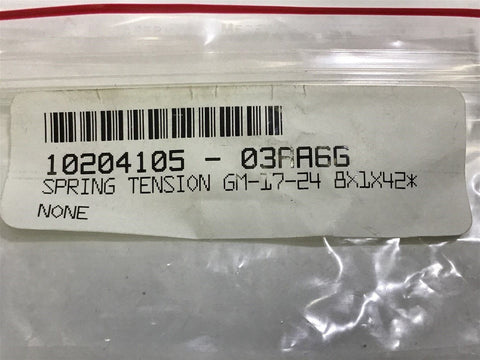 10204105 - 03AA6G
SPRING TENSION GM-17-24 8X1X42*
NONE